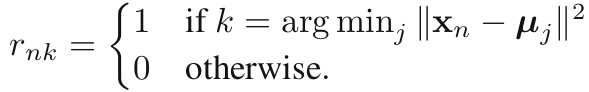 r_{nk} = \begin{cases} 1 & \text{if } k = \arg\min_j \|\mathbf{x}_n - \boldsymbol{\mu}_j\|^2 \\ 0 & \text{otherwise.} \end{cases}